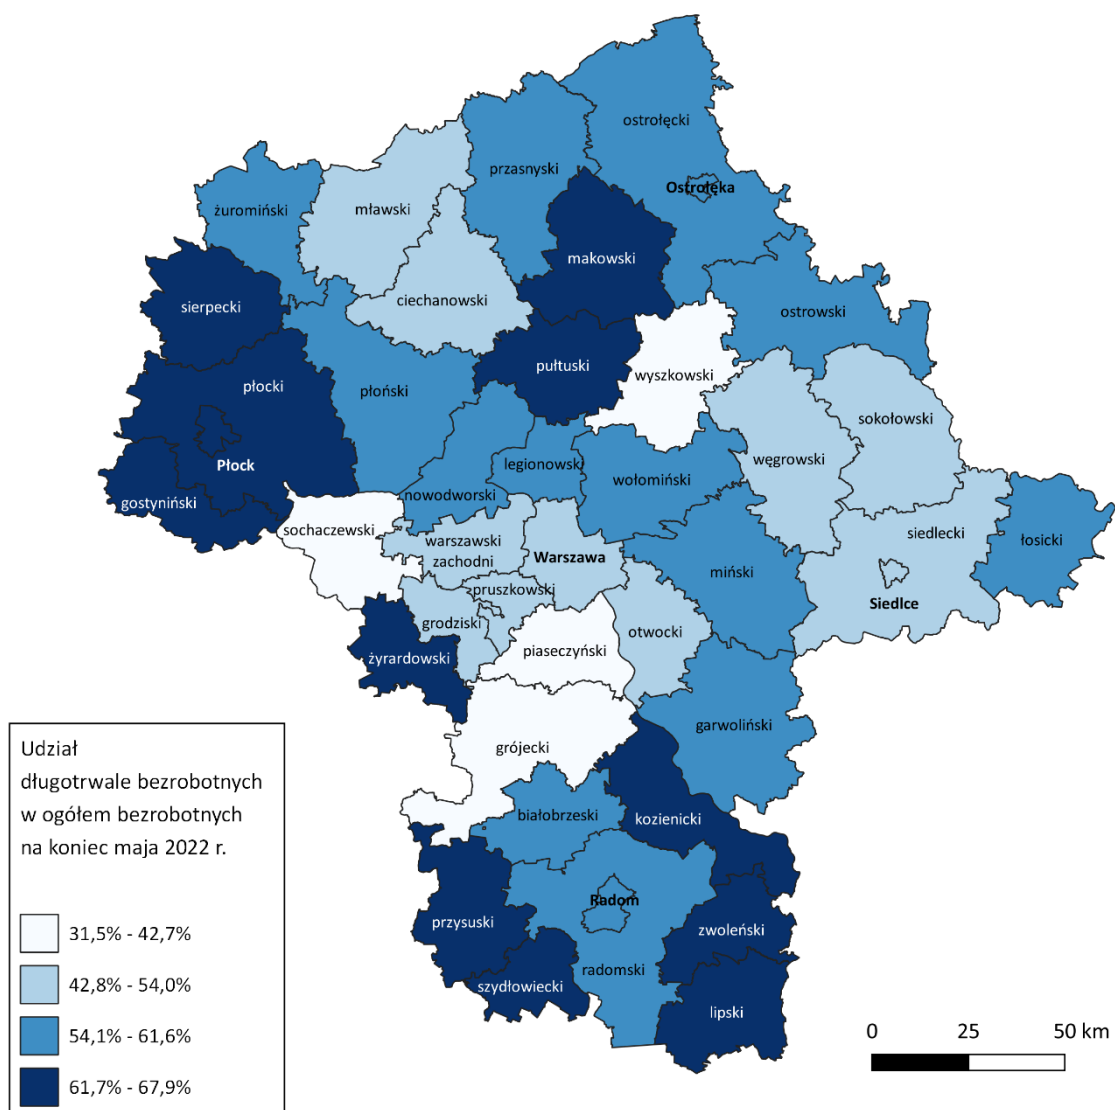 ostrołęcki
przasnyski
Ostrołęka
żuromiński
mławski
makowski
ciechanowski
sierpecki
ostrowski
pułtuski
wyszkowski
płocki
płoński
sokołowski
węgrowski
Płock
legionowski
wołomiński
nowodworski
gostyniński
sochaczewski
siedlecki
łosicki
warszawski
zachodni
Warszawa
miński
pruszkowski
Siedlce
grodziski
otwocki
piaseczyński
żyrardowski
garwoliński
grójecki
białobrzeski
kozienicki
Radom
przysuski
zwoleński
radomski
szydłowiecki
lipski
Udział
długotrwale bezrobotnych
w ogółem bezrobotnych
na koniec maja 2022 r.
31,5% - 42,7%
42,8% - 54,0%
54,1% - 61,6%
61,7% - 67,9%
0 25 50 km